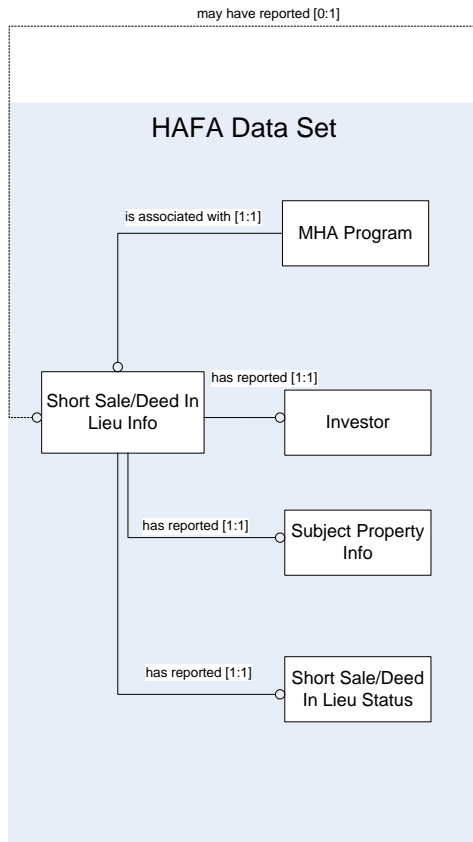 may have reported [0:1]
HAFA Data Set
is associated with [1:1]
MHA Program
Short Sale/Deed In
Lieu Info
has reported [1:1]
Investor
has reported [1:1]
Subject Property
Info
has reported [1:1]
Short Sale/Deed
In Lieu Status